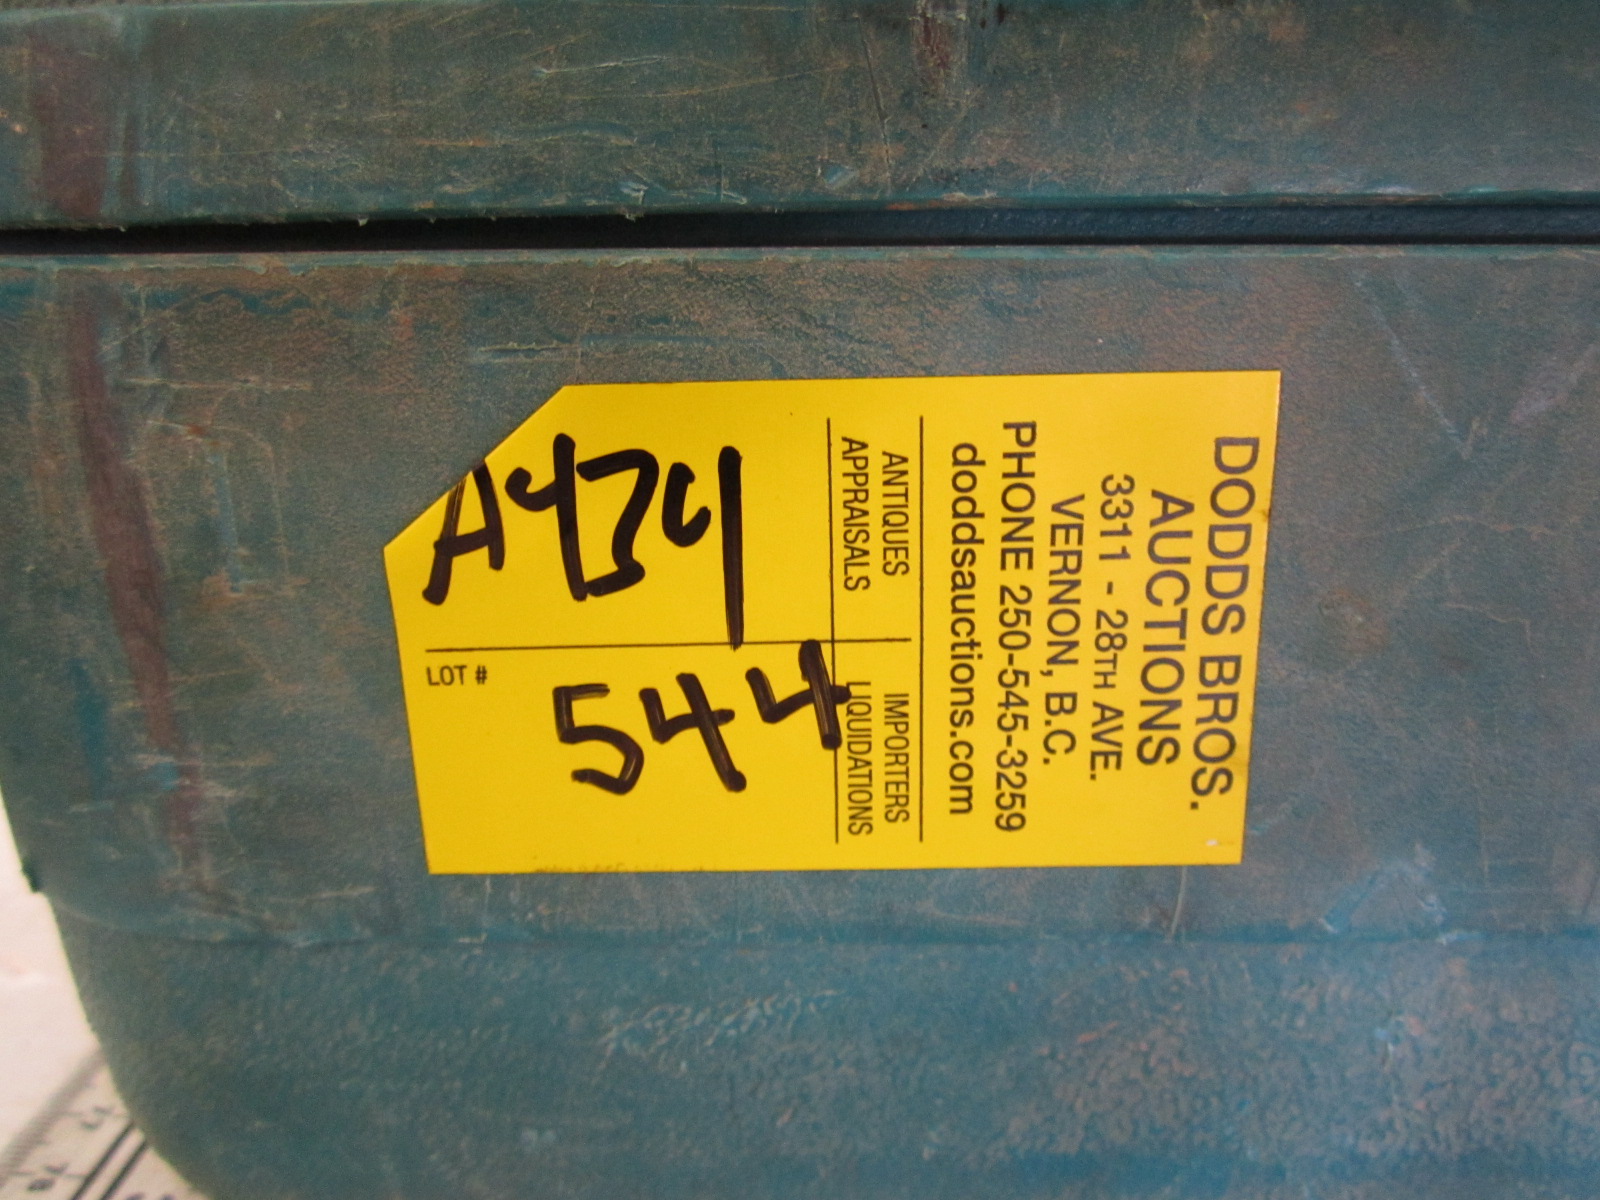 DODDS BROS.
AUCTIONS
3311 - 28TH AVE.
VERNON, B.C.
PHONE 250-545-3259
doddsauctions.com
ANTIQUES IMPORTERS
APPRAISALS LIQUIDATIONS
544
LOT #